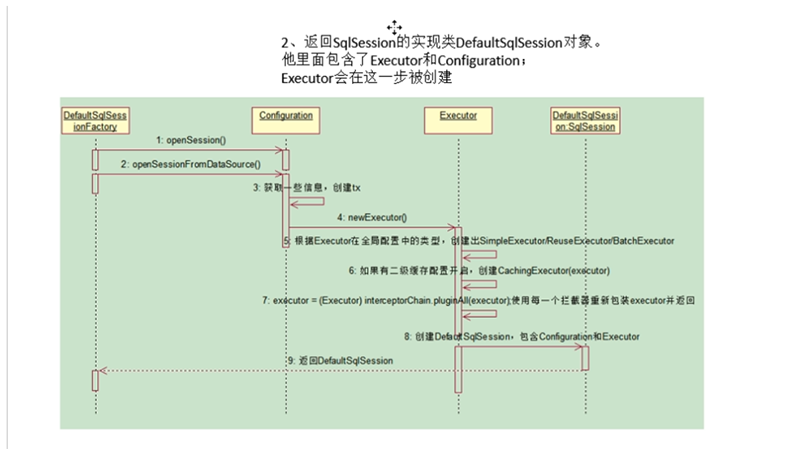 2、返回SqlSession的实现类DefaultSqlSession对象。
他里面包含了Executor和Configuration；
Executor会在这一步被创建
DefaultSqlSess
ionFactory
Configuration
Executor
DefaultSqlSessi
on:SqlSession
1: openSession()
2: openSessionFromDataSource()
3: 获取一些信息，创建tx
4: newExecutor()
5: 根据Executor在全局配置中的类型，创建出SimpleExecutor/ReuseExecutor/BatchExecutor
6: 如果有二级缓存配置开启，创建CachingExecutor(executor)
7: executor = (Executor) interceptorChain.pluginAll(executor);使用每一个拦截器重新包装executor并返回
8: 创建DefaultSqlSession，包含Configuration和Executor
9: 返回DefaultSqlSession